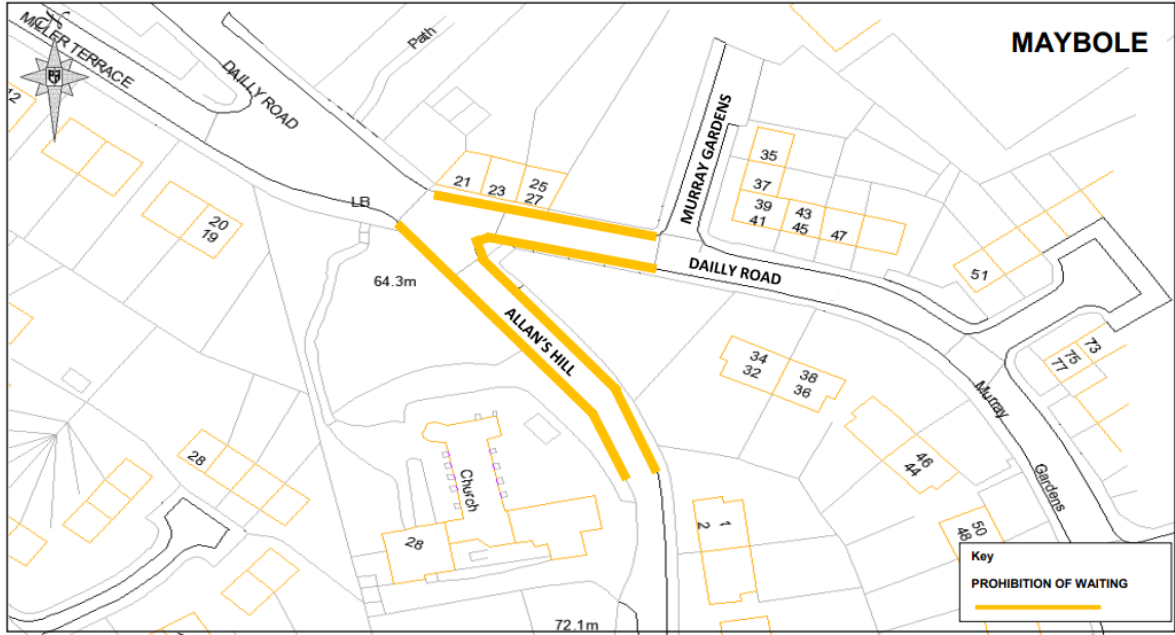 MAYBOLE
MILLER TERRACE
DAILLY ROAD
Path
12
MURRAY GARDENS
35
37
39
41
43
45
47
21
23
25
27
LB
20
19
64.3m
DAILLY ROAD
51
ALLAN'S HILL
34
32
38
36
73
75
77
Murray
Gardens
46
44
28
Church
28
1
2
50
48
72.1m
Key
PROHIBITION OF WAITING